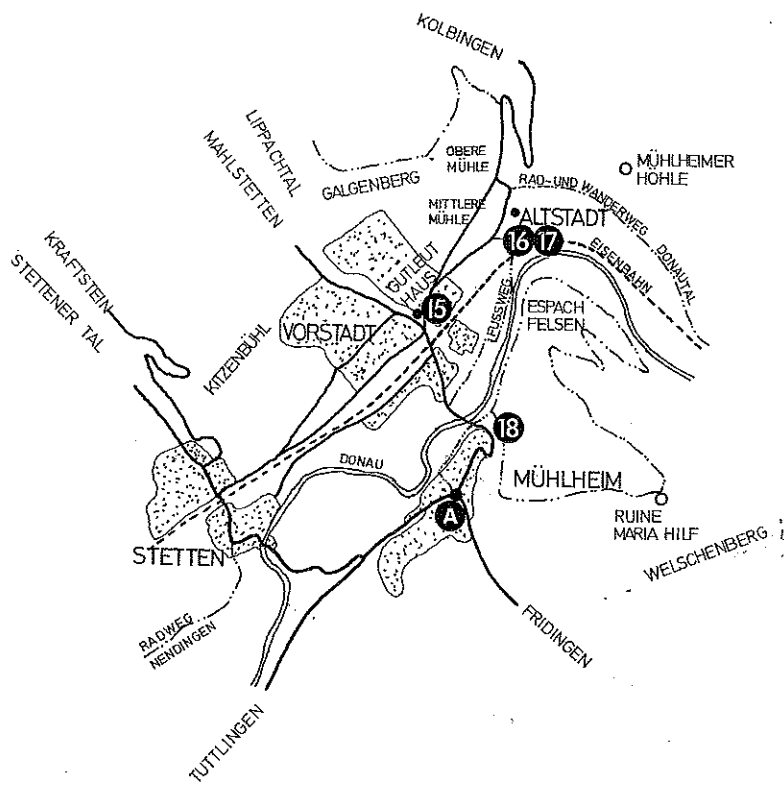 KOLBINGEN
LIPPACHTAL
MAHLSTETTEN
OBERE
MÜHLE
GALGENBERG
MÜHLHEIMER
HÖHLE
RAD-UND WANDERWEG DONAUTAL
MITTLERE
MÜHLE
ALTSTADT
16 17
EISENBAHN
KRAFTSTEIN
STETTENER TAL
GUTLEUT
HAUS
15
FUSSWEG
ESPACH
FELSEN
VORSTADT
KITZENBÜHL
18
DONAU
MÜHLHEIM
A
RUINE
MARIA HILF
STETTEN
WELSCHENBERG
RADWEG
NENDINGEN
FRIDINGEN
TUTTLINGEN